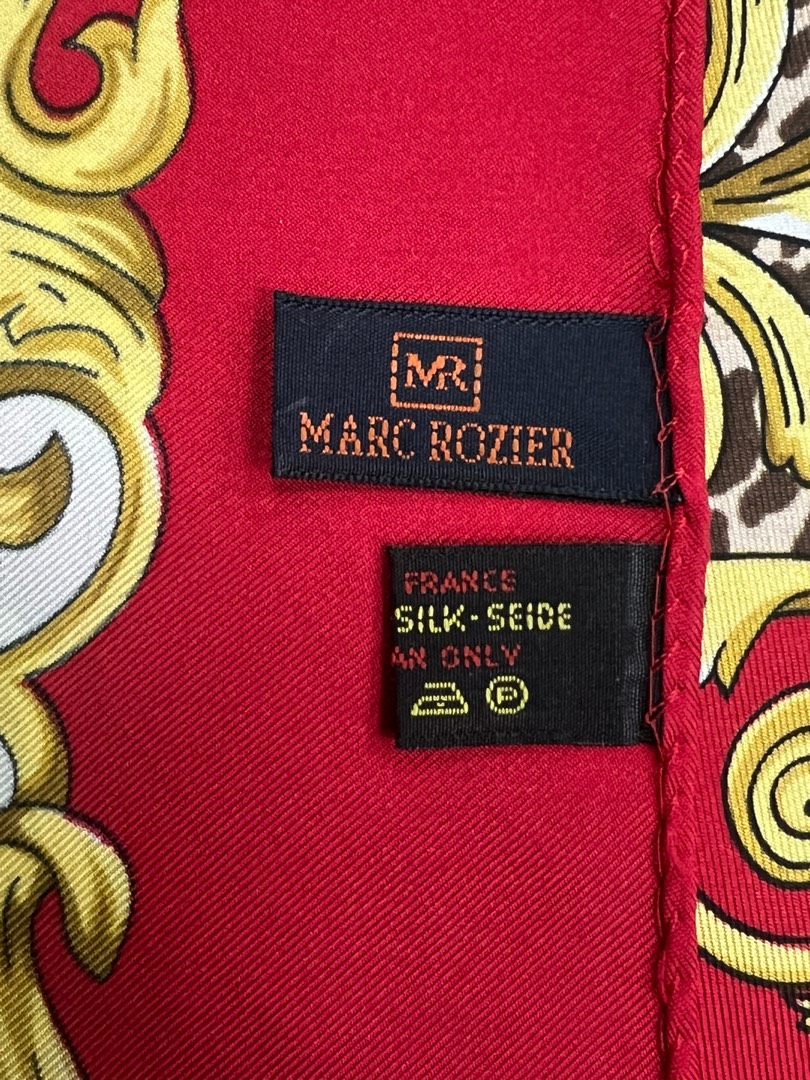 MR
MARC ROZIER
FRANCE
SILK-SEIDE
AN ONLY
P